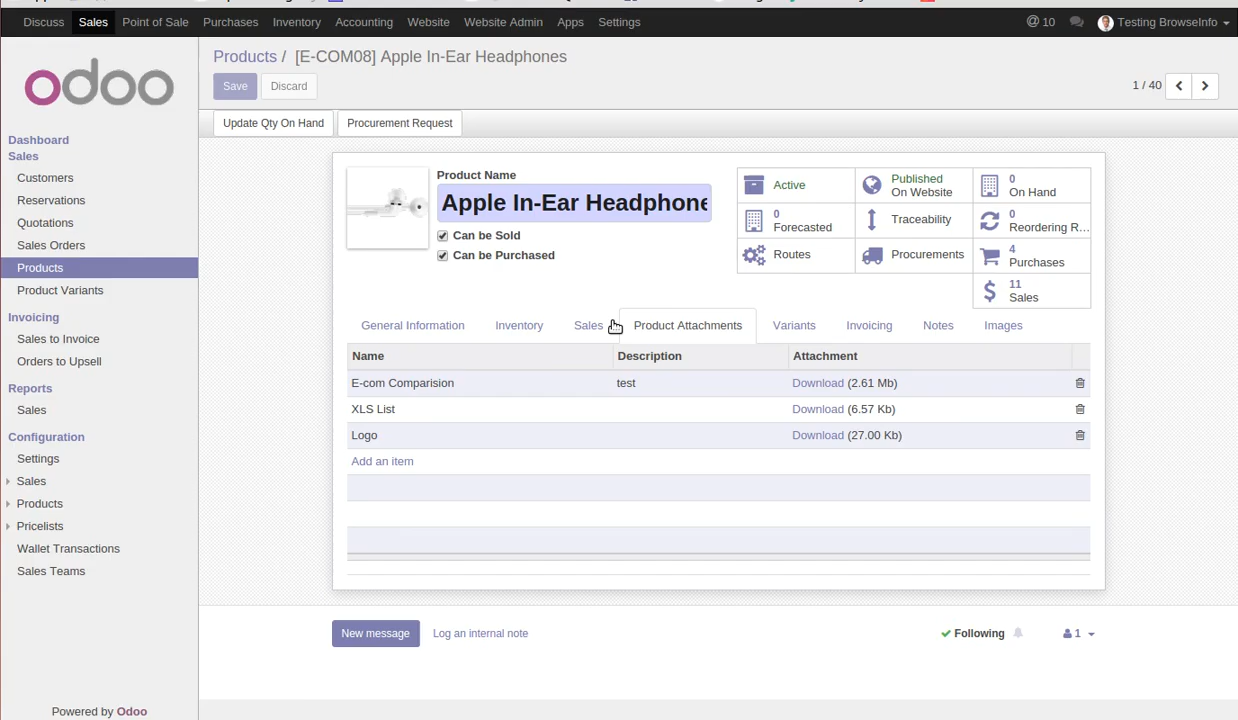 Discuss Sales Point of Sale Purchases Inventory Accounting Website Website Admin Apps Settings @ 10 Testing BrowseInfo
odoo
Products / [E-COM08] Apple In-Ear Headphones
Save Discard 1 / 40
Update Qty On Hand Procurement Request
Dashboard
Sales
Customers
Reservations
Quotations
Sales Orders
Products
Product Variants
Invoicing
Sales to Invoice
Orders to Upsell
Reports
Sales
Configuration
Settings
Sales
Products
Pricelists
Wallet Transactions
Sales Teams
Powered by Odoo
Product Name
Apple In-Ear Headphone
Can be Sold
Can be Purchased
Active
Published
On Website
0
On Hand
0
Forecasted
Traceability
0
Reordering R...
Routes
Procurements
4
Purchases
11
Sales
General Information Inventory Sales Product Attachments Variants Invoicing Notes Images
Name Description Attachment
E-com Comparision test Download (2.61 Mb)
XLS List Download (6.57 Kb)
Logo Download (27.00 Kb)
Add an item
New message Log an internal note Following 1